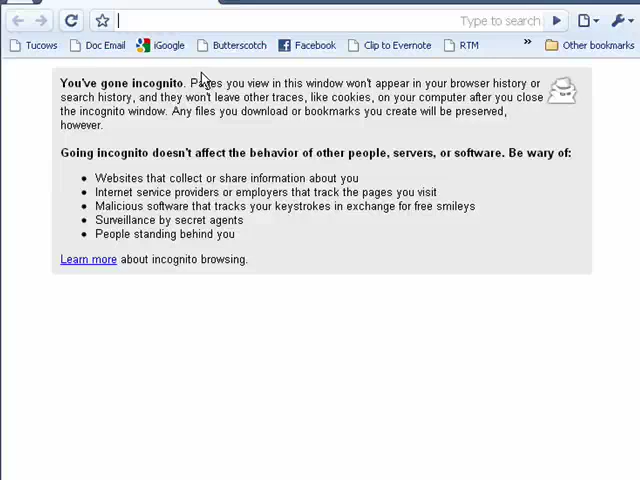 Type to search
Tucows Doc Email iGoogle Butterscotch Facebook Clip to Evernote RTM » Other bookmarks
You've gone incognito. Pages you view in this window won't appear in your browser history or
search history, and they won't leave other traces, like cookies, on your computer after you close
the incognito window. Any files you download or bookmarks you create will be preserved,
however.
Going incognito doesn't affect the behavior of other people, servers, or software. Be wary of:
• Websites that collect or share information about you
• Internet service providers or employers that track the pages you visit
• Malicious software that tracks your keystrokes in exchange for free smileys
• Surveillance by secret agents
• People standing behind you
Learn more about incognito browsing.